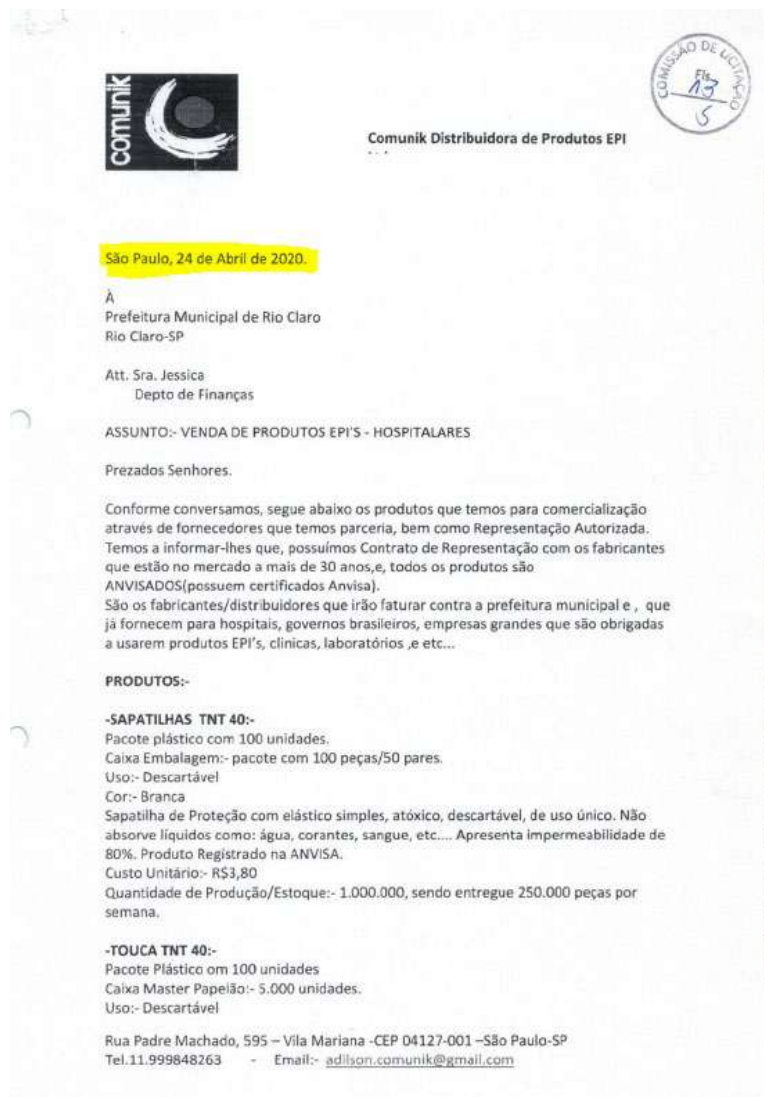 COMISSÃO DE LICITAÇÃO
Fls.
13
S
comunik
Comunik Distribuidora de Produtos EPI
São Paulo, 24 de Abril de 2020.
À
Prefeitura Municipal de Rio Claro
Rio Claro-SP
Att. Sra. Jessica
Depto de Finanças
ASSUNTO:- VENDA DE PRODUTOS EPI'S - HOSPITALARES
Prezados Senhores.
Conforme conversamos, segue abaixo os produtos que temos para comercialização
através de fornecedores que temos parceria, bem como Representação Autorizada.
Temos a informar-lhes que, possuímos Contrato de Representação com os fabricantes
que estão no mercado a mais de 30 anos,e, todos os produtos são
ANVISADOS(possuem certificados Anvisa).
São os fabricantes/distribuidores que irão faturar contra a prefeitura municipal e , que
já fornecem para hospitais, governos brasileiros, empresas grandes que são obrigadas
a usarem produtos EPI's, clinicas, laboratórios ,e etc...
PRODUTOS:-
-SAPATILHAS TNT 40:-
Pacote plástico com 100 unidades.
Caixa Embalagem:- pacote com 100 peças/50 pares.
Uso:- Descartável
Cor:- Branca
Sapatilha de Proteção com elástico simples, atóxico, descartável, de uso único. Não
absorve líquidos como: água, corantes, sangue, etc.... Apresenta impermeabilidade de
80%. Produto Registrado na ANVISA.
Custo Unitário:- R$3,80
Quantidade de Produção/Estoque:- 1.000.000, sendo entregue 250.000 peças por
semana.
-TOUCA TNT 40:-
Pacote Plástico om 100 unidades
Caixa Master Papelão:- 5.000 unidades.
Uso:- Descartável
Rua Padre Machado, 595 – Vila Mariana -CEP 04127-001 –São Paulo-SP
Tel.11.999848263 - Email:- adilson.comunik@gmail.com